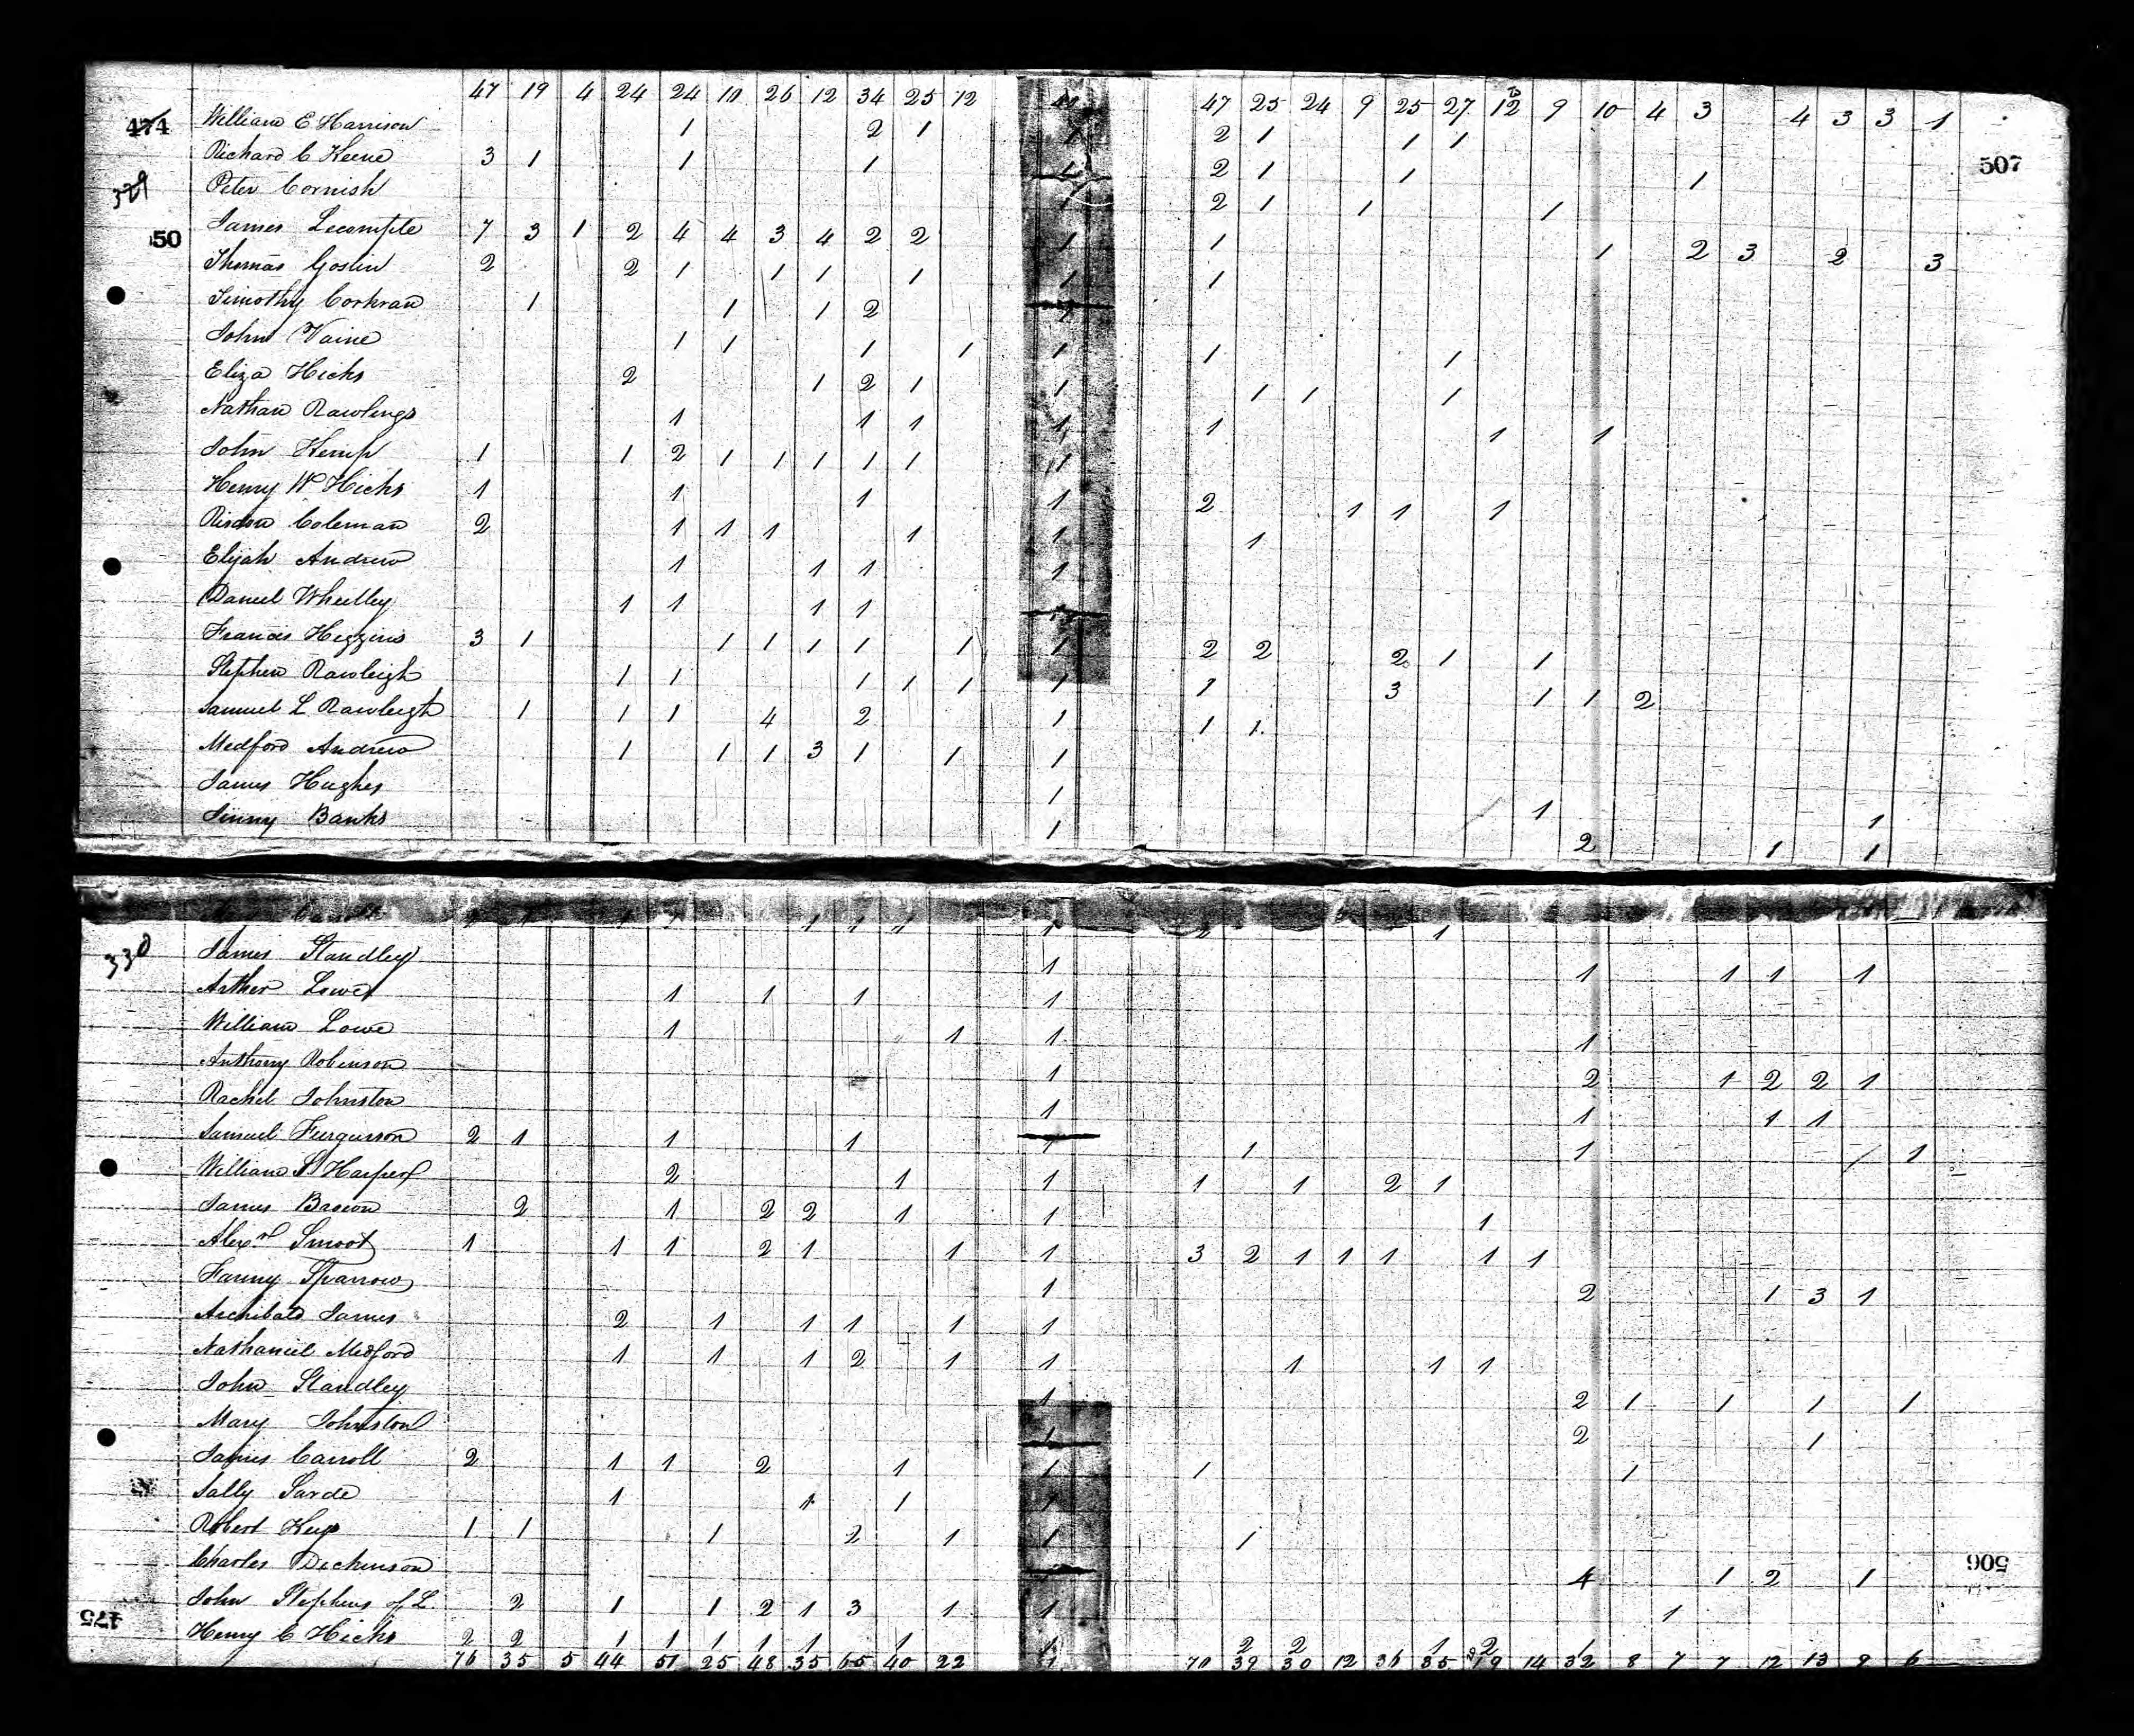 47 19 4 24 24 10 26 12 34 25 12 47 25 24 9 25 27 12 9 10 4 3 4 3 3 1
474 William E Harrison 1 2 1 1 2 1 1 1
507
Richard C Keene 3 1 1 1 1 2 1 1 1
329 Peter Cornish 1 2 1 1 1
50 James Lecompte 7 3 1 2 4 4 3 4 2 2 1 1 1 2 3 2 3
Thomas Goslin 2 2 1 1 1 1 1 1
Timothy Corkran 1 1 1 2 1
John Vaine 1 1 1 1 1 1 1
Eliza Hicks 2 1 2 1 1 1 1 1
Nathan Rawlings 1 1 1 1 1 1 1
John Kemp 1 1 2 1 1 1 1 1 1
Henry W Hicks 1 1 1 1 2 1 1 1
Risdon Coleman 2 1 1 1 1 1 1
Elijah Andrew 1 1 1 1
Daniel Wheelley 1 1 1 1
Francis Higgins 3 1 1 1 1 1 1 1 2 2 2 1 1
Stephen Rawleigh 1 1 1 1 1 1 1 3 1 1 2
Samuel L Rawleigh 1 1 1 4 2 1 1 1
Medford Andrew 1 1 1 3 1 1 1
James Hughes 1 1 1
Jinny Banks 1 2 1 1
330 James Standley 1 1 1 1 1
Arther Lowe 1 1 1 1
William Lowe 1 1 1 1
Anthony Robinson 1 2 1 2 2 1
Rachel Johnston 1 1 1 1
Samuel Furgusson 2 1 1 1 1 1 1 1
William S Harper 2 1 1 1 1 2 1
James Brown 2 1 2 2 1 1 1
Alexr Smoot 1 1 1 2 1 1 1 3 2 1 1 1 1 1
Fanny Sparrow 1 2 1 3 1
Archibald James 2 1 1 1 1 1
Nathaniel Medford 1 1 1 2 1 1 1 1 1
John Standley 1 2 1 1 1 1
Mary Johnston 1 2 1
James Carroll 2 1 1 2 1 1 1 1
Sally 1 1 1 1
Robert Keys 1 1 1 2 1 1 1
Charles Dickinson 4 1 2 1
506
John Stephens of L 2 1 1 2 1 3 1 1 1
475 Henry C Hicks 2 2 1 1 1 1 1 1 1 2 2 1 2 1
76 35 5 44 51 25 48 35 65 40 22 70 39 30 12 36 35 19 14 32 8 7 7 12 13 9 6